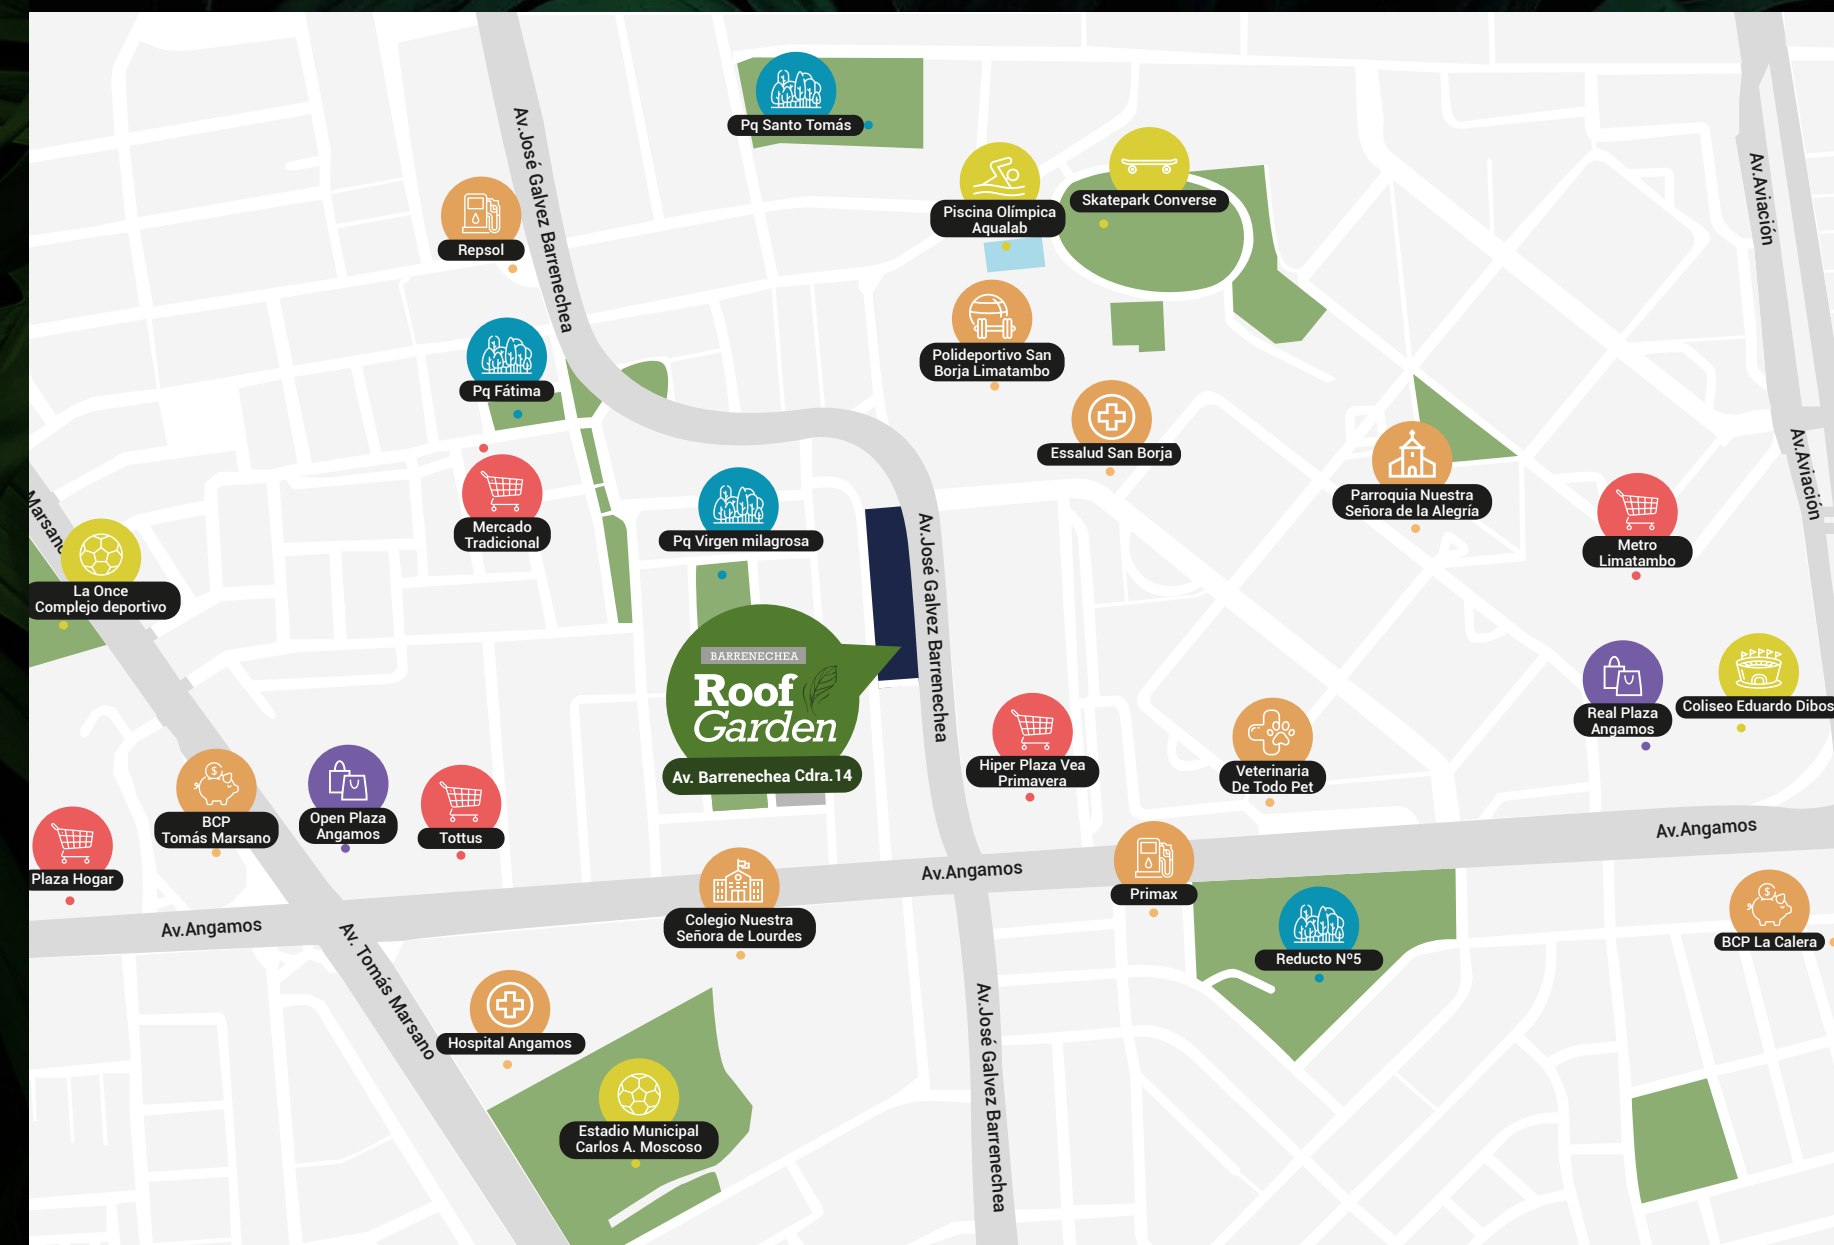 Pq Santo Tomás
Av.José Galvez Barrenechea
Av.Aviación
Piscina Olímpica
Aqualab
Skatepark Converse
Repsol
Polideportivo San
Borja Limatambo
Pq Fátima
Essalud San Borja
Parroquia Nuestra
Señora de la Alegría
Av.Aviación
Marsano
Mercado
Tradicional
Pq Virgen milagrosa
Av.José Galvez Barrenechea
Metro
Limatambo
La Once
Complejo deportivo
BARRENECHEA
Roof
Garden
Av. Barrenechea Cdra.14
Real Plaza
Angamos
Coliseo Eduardo Dibos
Hiper Plaza Vea
Primavera
Veterinaria
De Todo Pet
BCP
Tomás Marsano
Open Plaza
Angamos
Tottus
Plaza Hogar
Av.Angamos
Av.Angamos
Av.Angamos
Primax
Colegio Nuestra
Señora de Lourdes
Reducto Nº5
BCP La Calera
Av. Tomás Marsano
Hospital Angamos
Av.José Galvez Barrenechea
Estadio Municipal
Carlos A. Moscoso